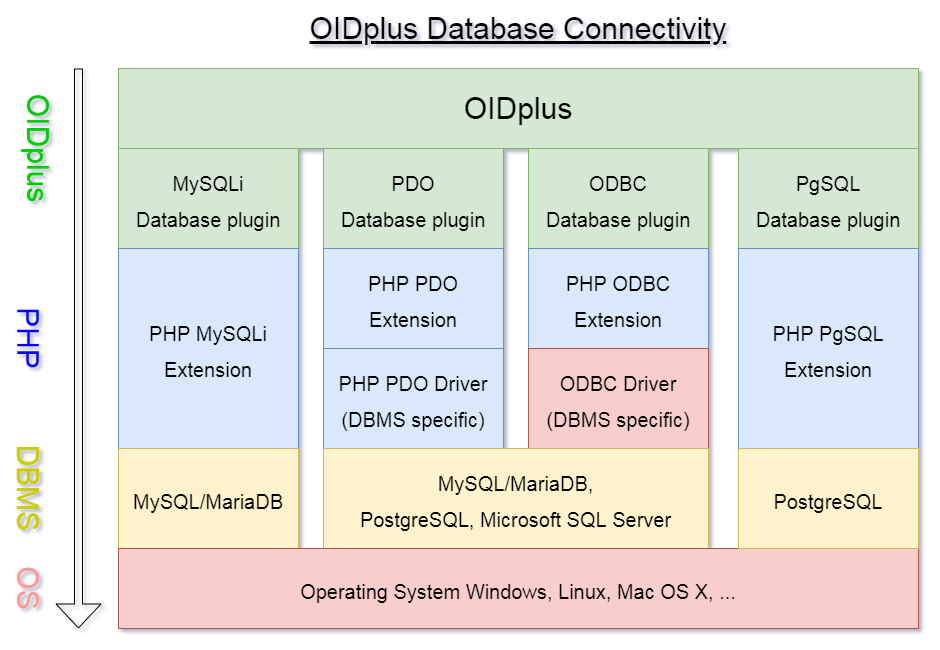 OIDplus Database Connectivity
OIDplus
OIDplus
MySQLi
Database plugin
PDO
Database plugin
ODBC
Database plugin
PgSQL
Database plugin
PHP
PHP MySQLi
Extension
PHP PDO
Extension
PHP ODBC
Extension
PHP PgSQL
Extension
PHP PDO Driver
(DBMS specific)
ODBC Driver
(DBMS specific)
DBMS
MySQL/MariaDB
MySQL/MariaDB,
PostgreSQL, Microsoft SQL Server
PostgreSQL
OS
Operating System Windows, Linux, Mac OS X, ...